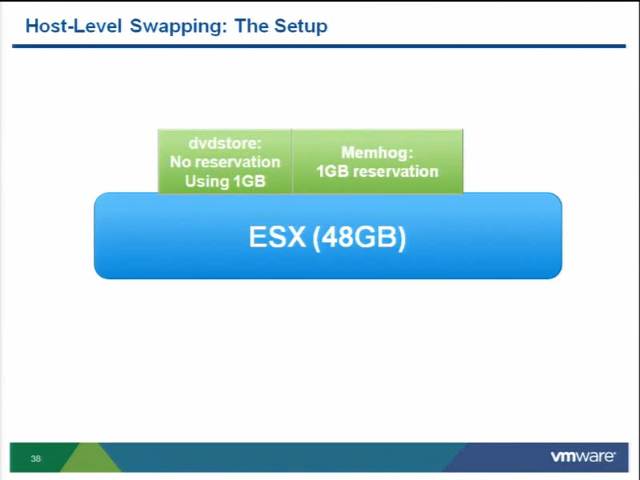 Host-Level Swapping: The Setup
dvdstore:
No reservation
Using 1GB
Memhog:
1GB reservation
ESX (48GB)
38
vmware